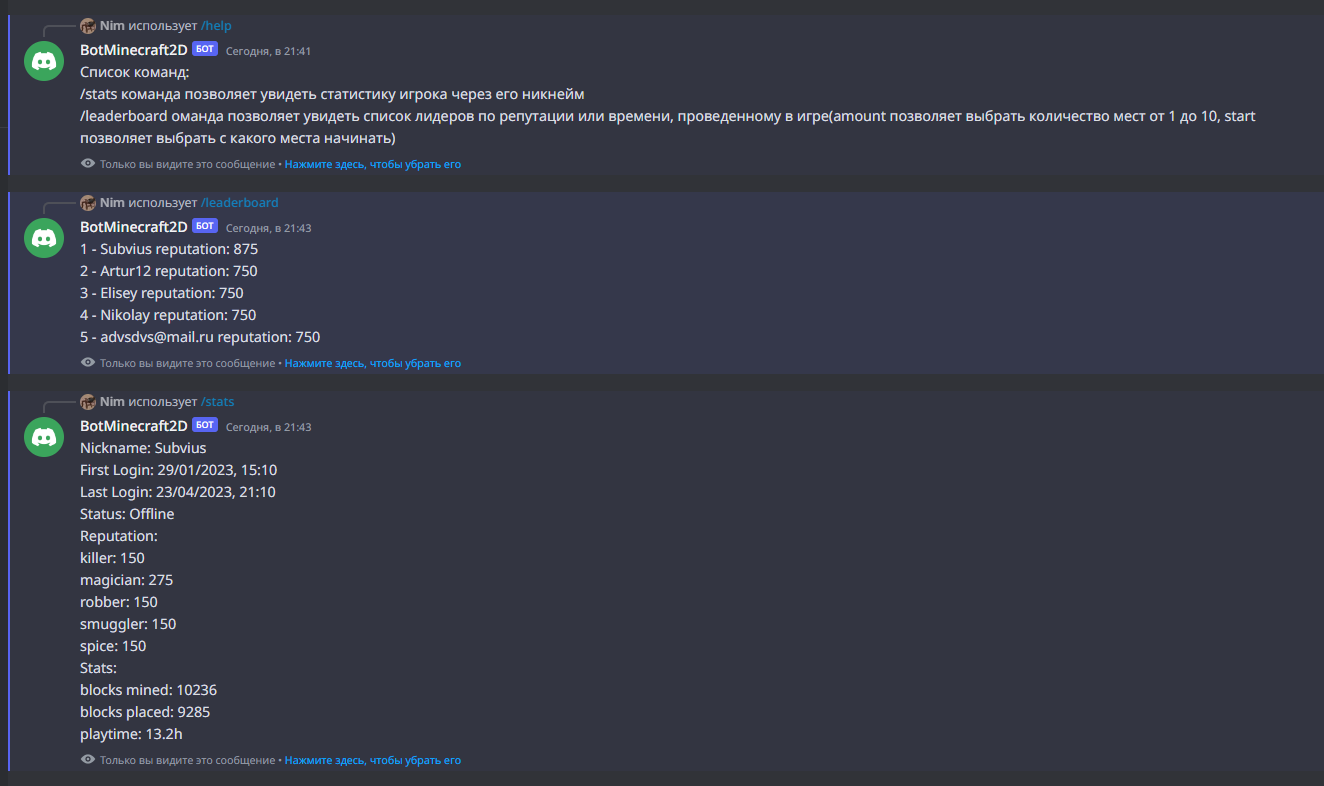 Nim использует /help
BotMinecraft2D БОТ Сегодня, в 21:41
Список команд:
/stats команда позволяет увидеть статистику игрока через его никнейм
/leaderboard оманда позволяет увидеть список лидеров по репутации или времени, проведенному в игре(amount позволяет выбрать количество мест от 1 до 10, start
позволяет выбрать с какого места начинать)
Только вы видите это сообщение • Нажмите здесь, чтобы убрать его
Nim использует /leaderboard
BotMinecraft2D БОТ Сегодня, в 21:43
1 - Subvius reputation: 875
2 - Artur12 reputation: 750
3 - Elisey reputation: 750
4 - Nikolay reputation: 750
5 - advsdvs@mail.ru reputation: 750
Только вы видите это сообщение • Нажмите здесь, чтобы убрать его
Nim использует /stats
BotMinecraft2D БОТ Сегодня, в 21:43
Nickname: Subvius
First Login: 29/01/2023, 15:10
Last Login: 23/04/2023, 21:10
Status: Offline
Reputation:
killer: 150
magician: 275
robber: 150
smuggler: 150
spice: 150
Stats:
blocks mined: 10236
blocks placed: 9285
playtime: 13.2h
Только вы видите это сообщение • Нажмите здесь, чтобы убрать его